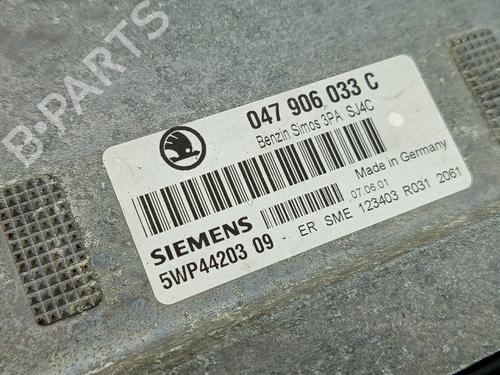 B-PARTS
047 906 033 C
Benzin Simos 3PA SJ4C
Made in Germany
07.06.01
SIEMENS
5WP44203 09
ER SME 123403 R031 2061